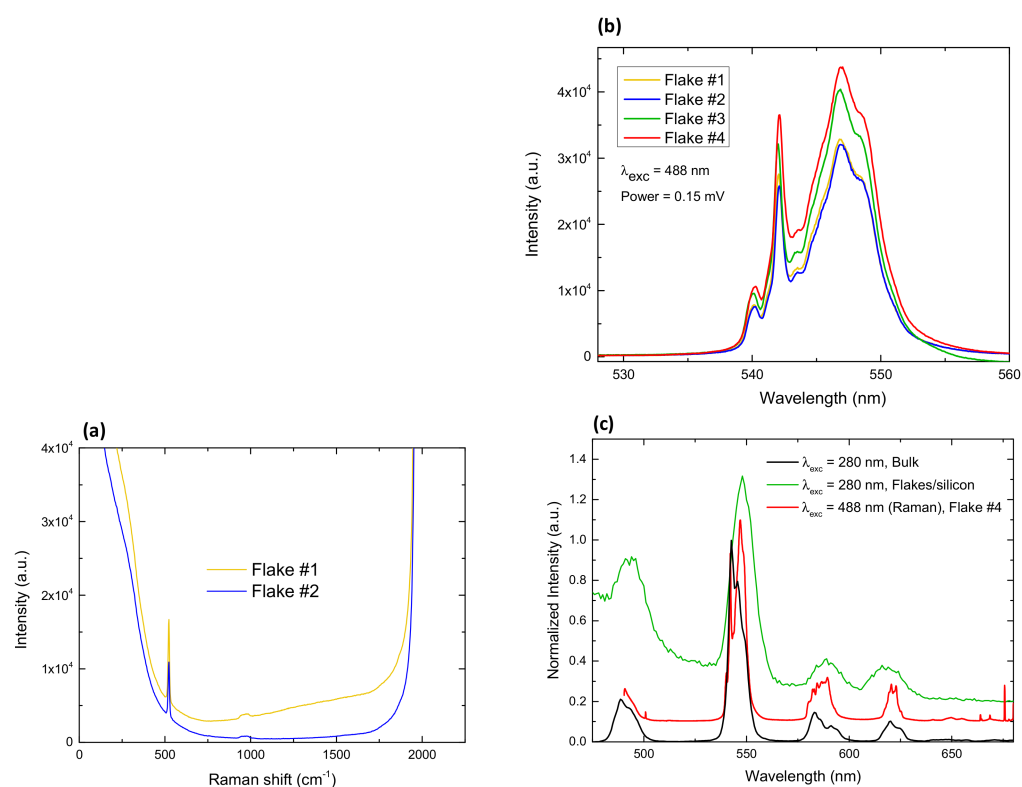 (b)
4x10⁴
3x10⁴
2x10⁴
1x10⁴
0
Intensity (a.u.)
Flake #1
Flake #2
Flake #3
Flake #4
λexc = 488 nm
Power = 0.15 mV
530 540 550 560
Wavelength (nm)
(a)
4x10⁴
3x10⁴
2x10⁴
1x10⁴
0
Intensity (a.u.)
Flake #1
Flake #2
0 500 1000 1500 2000
Raman shift (cm⁻¹)
(c)
1.4
1.2
1.0
0.8
0.6
0.4
0.2
0.0
Normalized Intensity (a.u.)
λexc = 280 nm, Bulk
λexc = 280 nm, Flakes/silicon
λexc = 488 nm (Raman), Flake #4
500 550 600 650
Wavelength (nm)